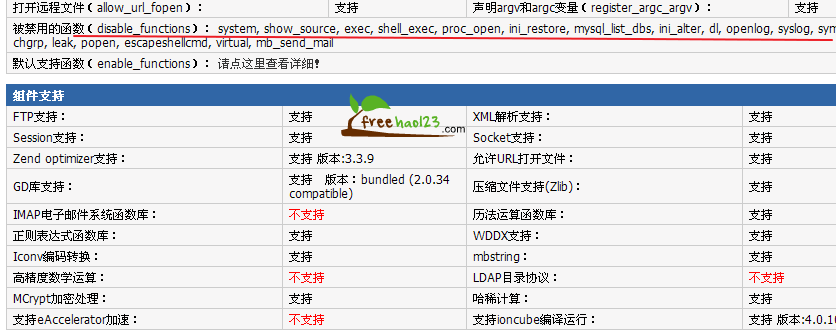 打开远程文件（allow_url_fopen）： 支持 声明argv和argc变量（register_argc_argv） 支持
被禁用的函数（disable_functions）： system, show_source, exec, shell_exec, proc_open, ini_restore, mysql_list_dbs, ini_alter, dl, openlog, syslog, sym
chgrp, leak, popen, escapeshellcmd, virtual, mb_send_mail
默认支持函数（enable_functions）： 请点这里查看详细！
组件支持
FTP支持： 支持 XML解析支持： 支持
Session支持： 支持 Socket支持： 支持
freehao123.com
Zend optimizer支持： 支持 版本:3.3.9 允许URL打开文件： 支持
GD库支持： 支持 版本：bundled (2.0.34 compatible) 压缩文件支持(Zlib)： 支持
IMAP电子邮件系统函数库： 不支持 历法运算函数库： 支持
正则表达式函数库： 支持 WDDX支持： 支持
Iconv编码转换： 支持 mbstring： 支持
高精度数学运算： 不支持 LDAP目录协议： 不支持
MCrypt加密处理： 支持 哈稀计算： 支持
支持eAccelerator加速： 不支持 支持ioncube编译运行： 支持 版本:4.0.10